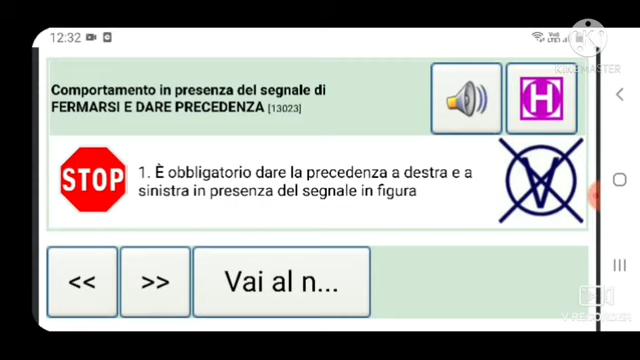 12:32
KINEMASTER
Comportamento in presenza del segnale di
FERMARSI E DARE PRECEDENZA [13023]
H
STOP
1. È obbligatorio dare la precedenza a destra e a
sinistra in presenza del segnale in figura
V
<< >> Vai al n...
V RECORDER